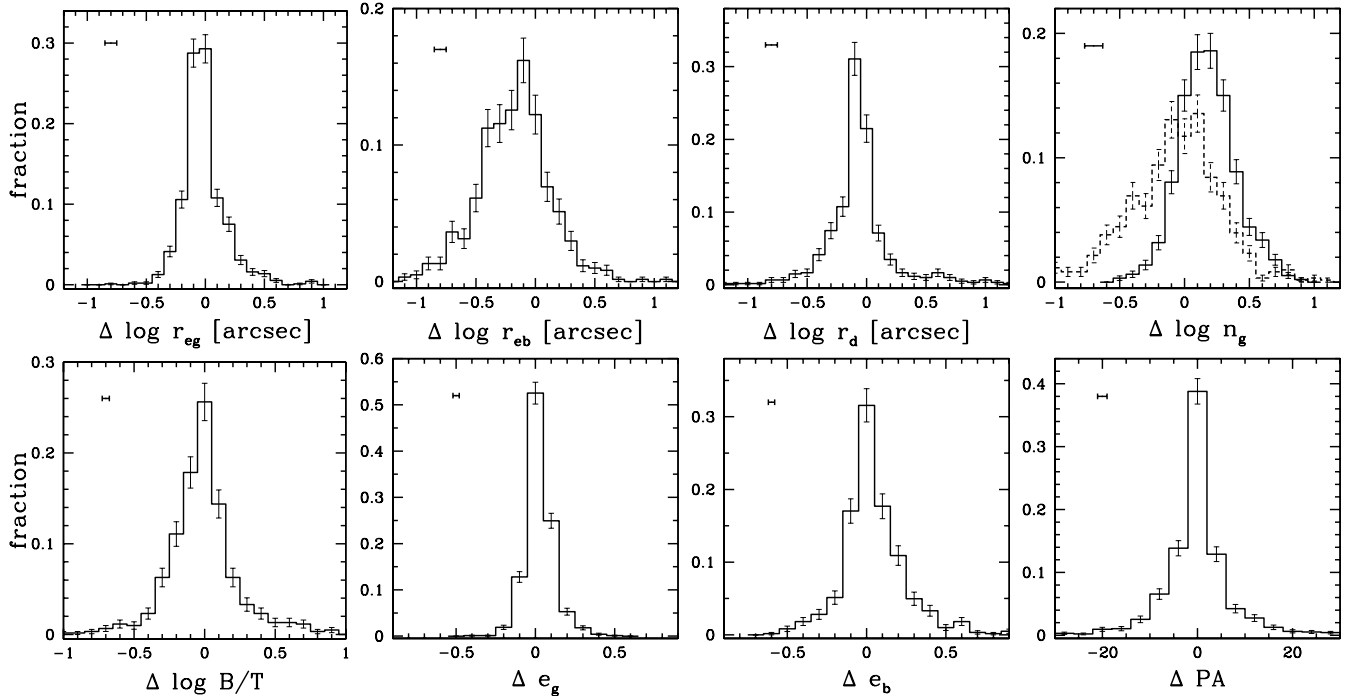 0.3
0.2
0.1
0
fraction
-1 -0.5 0 0.5 1
Δ log r_eg [arcsec]
0.2
0.1
0
-1 -0.5 0 0.5 1
Δ log r_eb [arcsec]
0.3
0.2
0.1
0
-1 -0.5 0 0.5 1
Δ log r_d [arcsec]
0.2
0.1
0
-0.5 0 0.5 1
Δ log n_g
0.3
0.2
0.1
0
fraction
-1 -0.5 0 0.5 1
Δ log B/T
0.6
0.5
0.4
0.3
0.2
0.1
0
-0.5 0 0.5
Δ e_g
0.3
0.2
0.1
0
-0.5 0 0.5
Δ e_b
0.4
0.3
0.2
0.1
0
-20 0 20
Δ PA